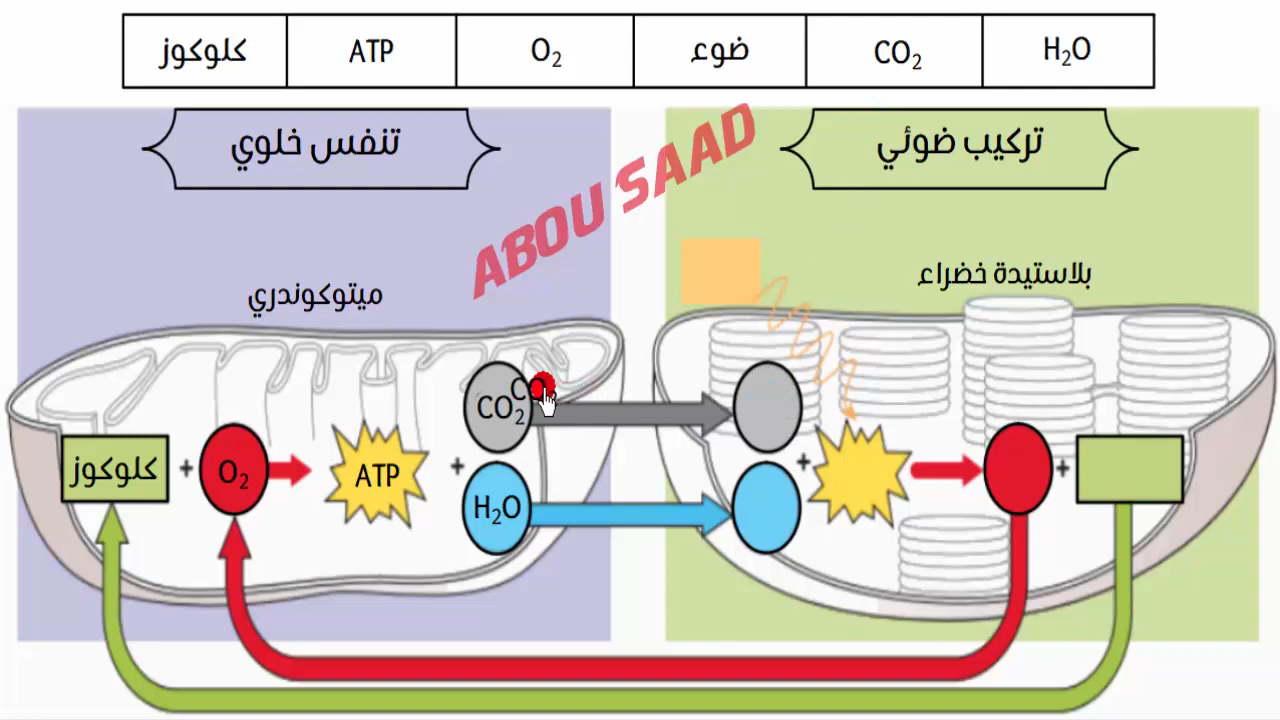 كلوكوز ATP O₂ ضوء CO₂ H₂O
تنفس خلوي
تركيب ضوئي
ABOU SAAD
ميتوكوندري
بلاستيدة خضراء
CO₂
CO
كلوكوز + O₂ ATP + +
+
H₂O